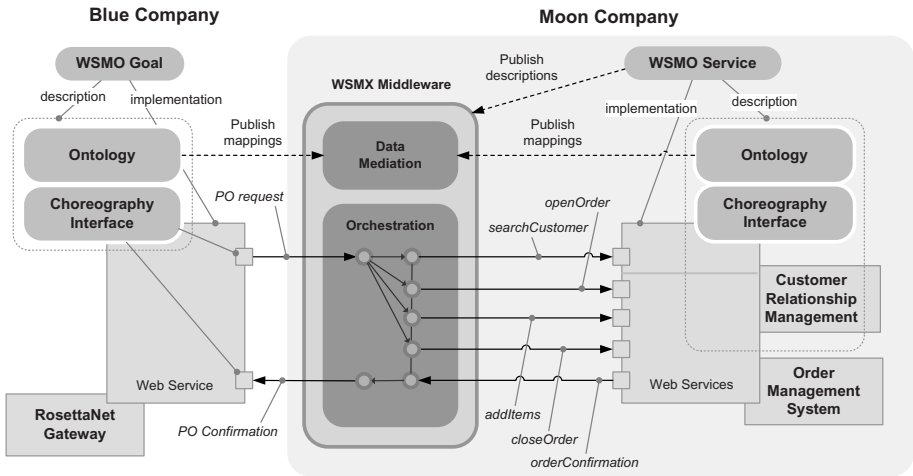 Blue Company
Moon Company
WSMO Goal
description
implementation
Ontology
Choreography
Interface
Publish
mappings
PO request
Web Service
RosettaNet
Gateway
PO Confirmation
WSMX Middleware
Data
Mediation
Orchestration
Publish
descriptions
Publish
mappings
openOrder
searchCustomer
addItems
closeOrder
orderConfirmation
WSMO Service
implementation
description
Ontology
Choreography
Interface
Customer
Relationship
Management
Web Services
Order
Management
System